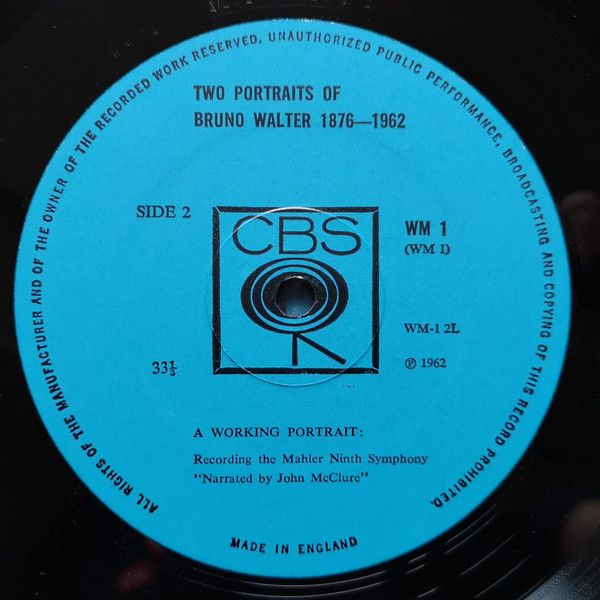 ALL RIGHTS OF THE MANUFACTURER AND OF THE OWNER OF THE RECORDED WORK RESERVED. UNAUTHORIZED PUBLIC PERFORMANCE, BROADCASTING AND COPYING OF THIS RECORD PROHIBITED.
TWO PORTRAITS OF
BRUNO WALTER 1876—1962
SIDE 2
CBS
WM 1
(WM 1)
WM-1 2L
33⅓
℗ 1962
A WORKING PORTRAIT:
Recording the Mahler Ninth Symphony
"Narrated by John McClure"
MADE IN ENGLAND